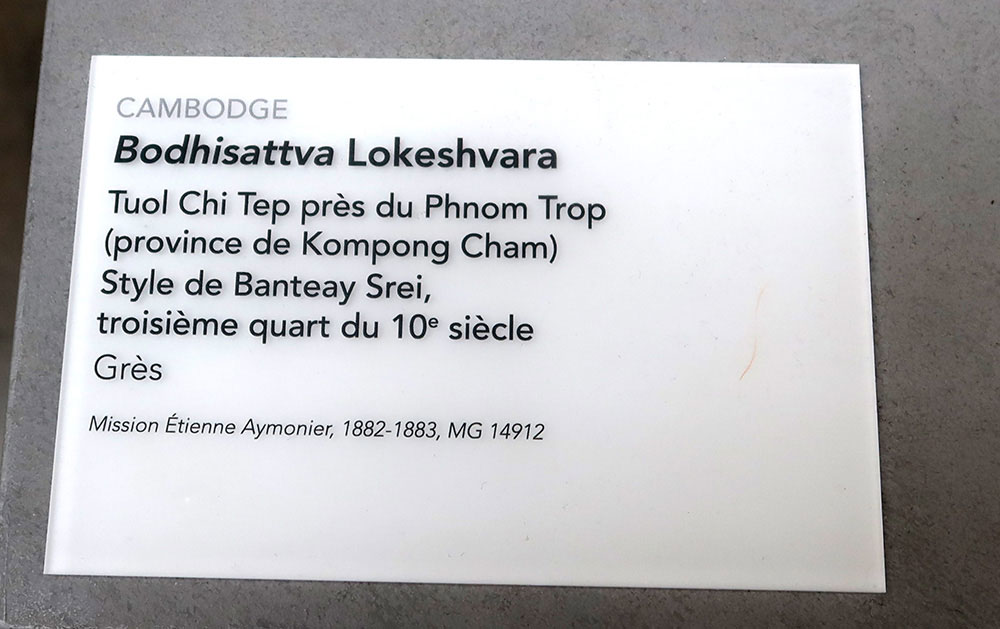 CAMBODGE
Bodhisattva Lokeshvara
Tuol Chi Tep près du Phnom Trop
(province de Kompong Cham)
Style de Banteay Srei,
troisième quart du 10e siècle
Grès
Mission Étienne Aymonier, 1882-1883, MG 14912